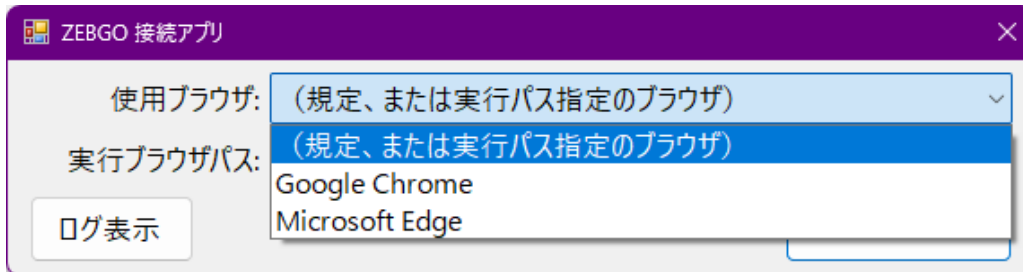 ZEBGO 接続アプリ
使用ブラウザ: （規定、または実行パス指定のブラウザ）
（規定、または実行パス指定のブラウザ）
実行ブラウザパス:
Google Chrome
Microsoft Edge
ログ表示